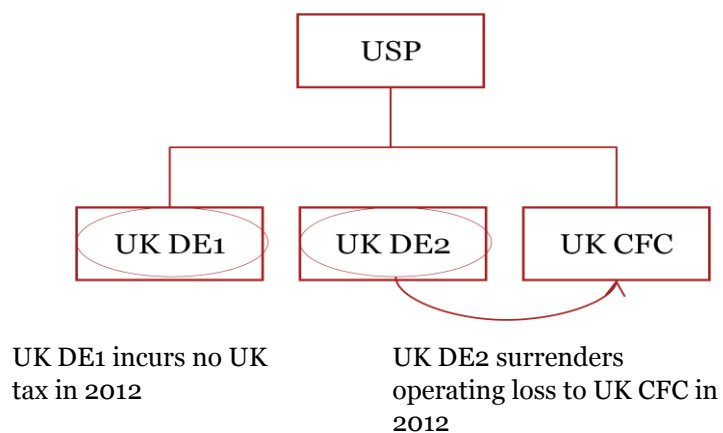 USP
UK DE1
UK DE2
UK CFC
UK DE1 incurs no UK
tax in 2012
UK DE2 surrenders
operating loss to UK CFC in
2012